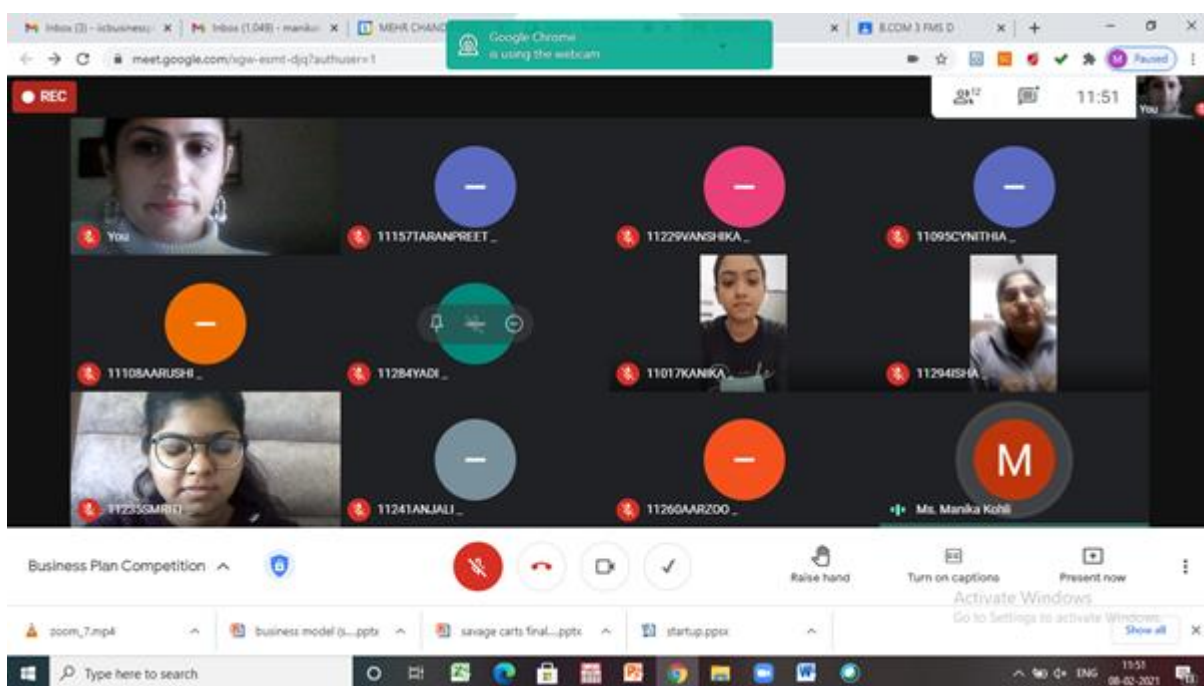 Inbox (3) - iicbusiness
Inbox (1,049) - manika
MEHR CHAND
B.COM 3 FMS D
Google Chrome
is using the webcam
meet.google.com/xgw-esmt-djq?authuser=1
Paused
REC
12
11:51
You
You
11157TARANPREET _
11229VANSHIKA _
11095CYNITHIA _
11108AARUSHI _
11284YADI _
11017KANIKA _
11294ISHA _
11235SMRITI
11241ANJALI _
11260AARZOO _
M
Ms. Manika Kohli
Business Plan Competition
Raise hand
Turn on captions
Present now
Activate Windows
Go to Settings to activate Windows.
zoom_7.mp4
business model (s....pptx
savage carts final....pptx
startup.ppsx
Show all
Type here to search
ENG
11:51
08-02-2021